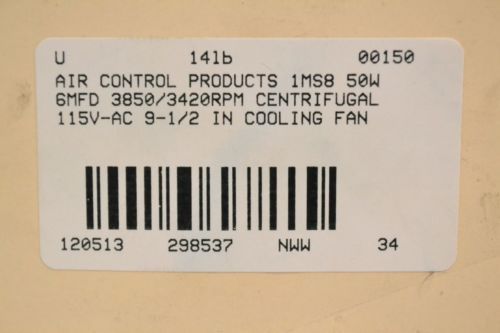 U 14lb 00150
AIR CONTROL PRODUCTS 1MS8 50W
6MFD 3850/3420RPM CENTRIFUGAL
115V-AC 9-1/2 IN COOLING FAN
120513 298537 NWW 34